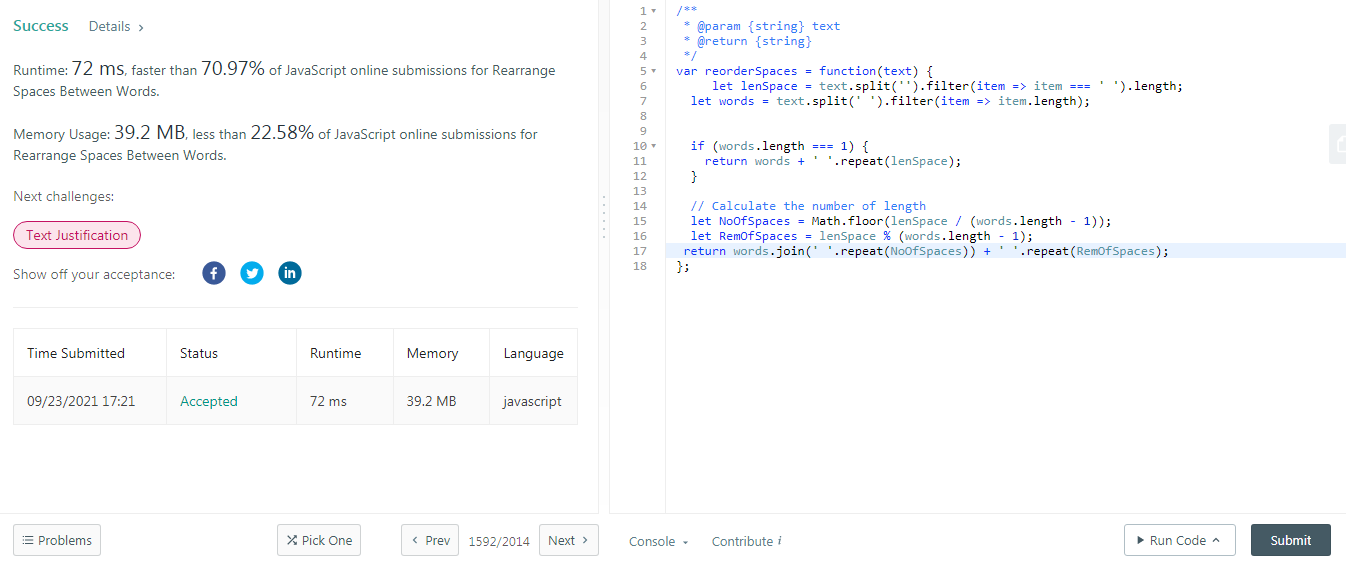 Success Details >
Runtime: 72 ms, faster than 70.97% of JavaScript online submissions for Rearrange
Spaces Between Words.
Memory Usage: 39.2 MB, less than 22.58% of JavaScript online submissions for
Rearrange Spaces Between Words.
Next challenges:
Text Justification
Show off your acceptance:
Time Submitted Status Runtime Memory Language
09/23/2021 17:21 Accepted 72 ms 39.2 MB javascript
Problems Pick One < Prev 1592/2014 Next >
1 /**
2  * @param {string} text
3  * @return {string}
4  */
5 var reorderSpaces = function(text) {
6      let lenSpace = text.split('').filter(item => item === ' ').length;
7   let words = text.split(' ').filter(item => item.length);
8
9
10   if (words.length === 1) {
11     return words + ' '.repeat(lenSpace);
12   }
13
14   // Calculate the number of length
15   let NoOfSpaces = Math.floor(lenSpace / (words.length - 1));
16   let RemOfSpaces = lenSpace % (words.length - 1);
17  return words.join(' '.repeat(NoOfSpaces)) + ' '.repeat(RemOfSpaces);
18 };
Console Contribute i Run Code Submit